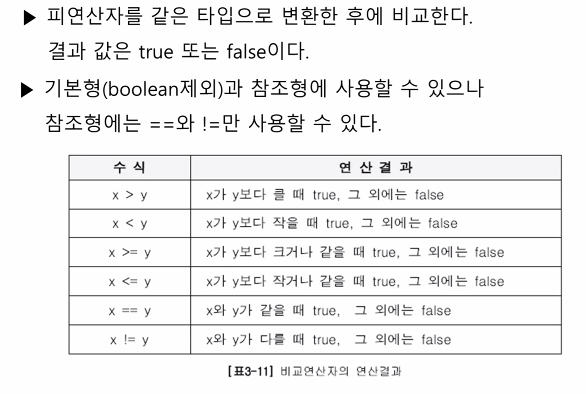 ▶ 피연산자를 같은 타입으로 변환한 후에 비교한다.
결과 값은 true 또는 false이다.
▶ 기본형(boolean제외)과 참조형에 사용할 수 있으나
참조형에는 ==와 !=만 사용할 수 있다.
수 식 연 산 결 과
x > y x가 y보다 클 때 true, 그 외에는 false
x < y x가 y보다 작을 때 true, 그 외에는 false
x >= y x가 y보다 크거나 같을 때 true, 그 외에는 false
x <= y x가 y보다 작거나 같을 때 true, 그 외에는 false
x == y x와 y가 같을 때 true, 그 외에는 false
x != y x와 y가 다를 때 true, 그 외에는 false
[표3-11] 비교연산자의 연산결과